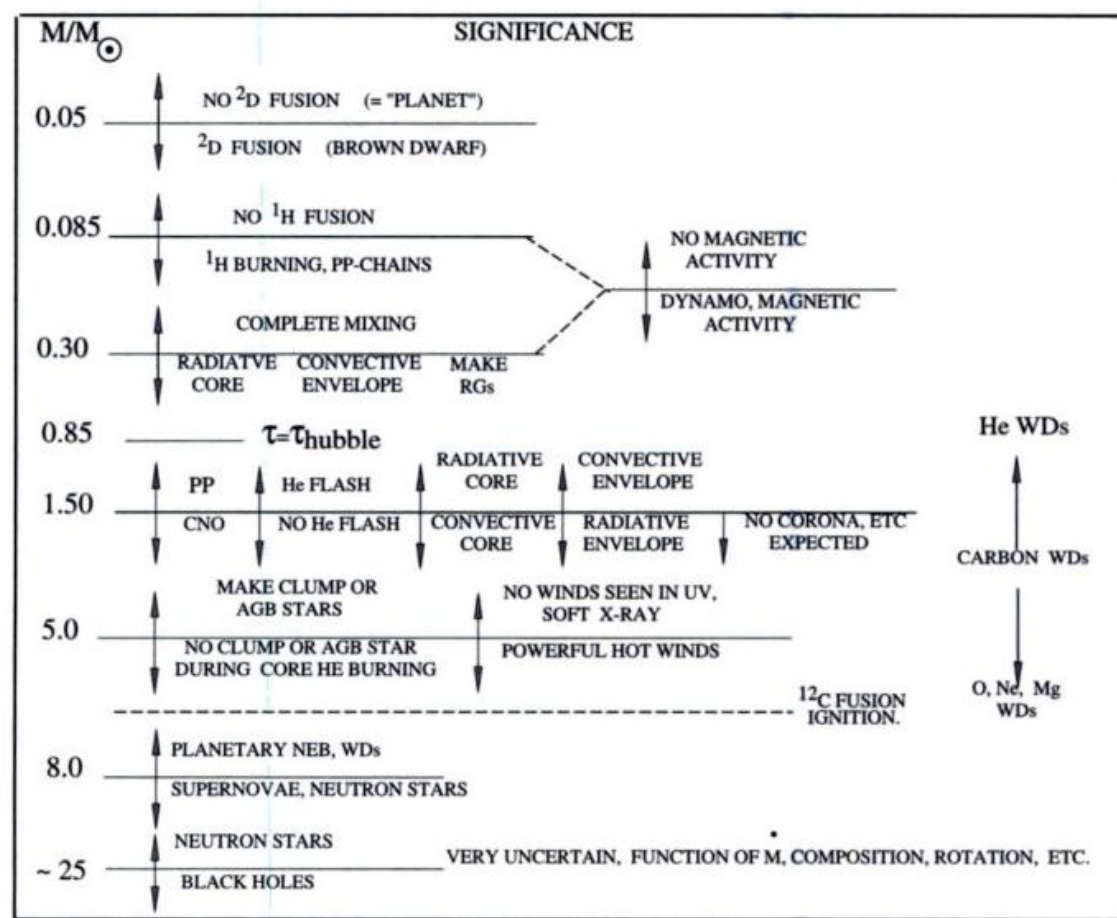 M/M☉ SIGNIFICANCE
NO ²D FUSION (= "PLANET")
0.05
²D FUSION (BROWN DWARF)
NO ¹H FUSION
0.085
¹H BURNING, PP-CHAINS
NO MAGNETIC
ACTIVITY
DYNAMO, MAGNETIC
ACTIVITY
COMPLETE MIXING
0.30
RADIATVE CONVECTIVE MAKE
CORE ENVELOPE RGs
0.85 τ=τhubble
He WDs
RADIATIVE CONVECTIVE
CORE ENVELOPE
PP He FLASH
1.50
CNO NO He FLASH CONVECTIVE RADIATIVE NO CORONA, ETC
CORE ENVELOPE EXPECTED
CARBON WDs
MAKE CLUMP OR
AGB STARS
NO WINDS SEEN IN UV,
SOFT X-RAY
5.0
NO CLUMP OR AGB STAR
DURING CORE HE BURNING
POWERFUL HOT WINDS
¹²C FUSION
IGNITION.
O, Ne, Mg
WDs
PLANETARY NEB, WDs
8.0
SUPERNOVAE, NEUTRON STARS
NEUTRON STARS
~ 25
BLACK HOLES
VERY UNCERTAIN, FUNCTION OF Ṁ, COMPOSITION, ROTATION, ETC.